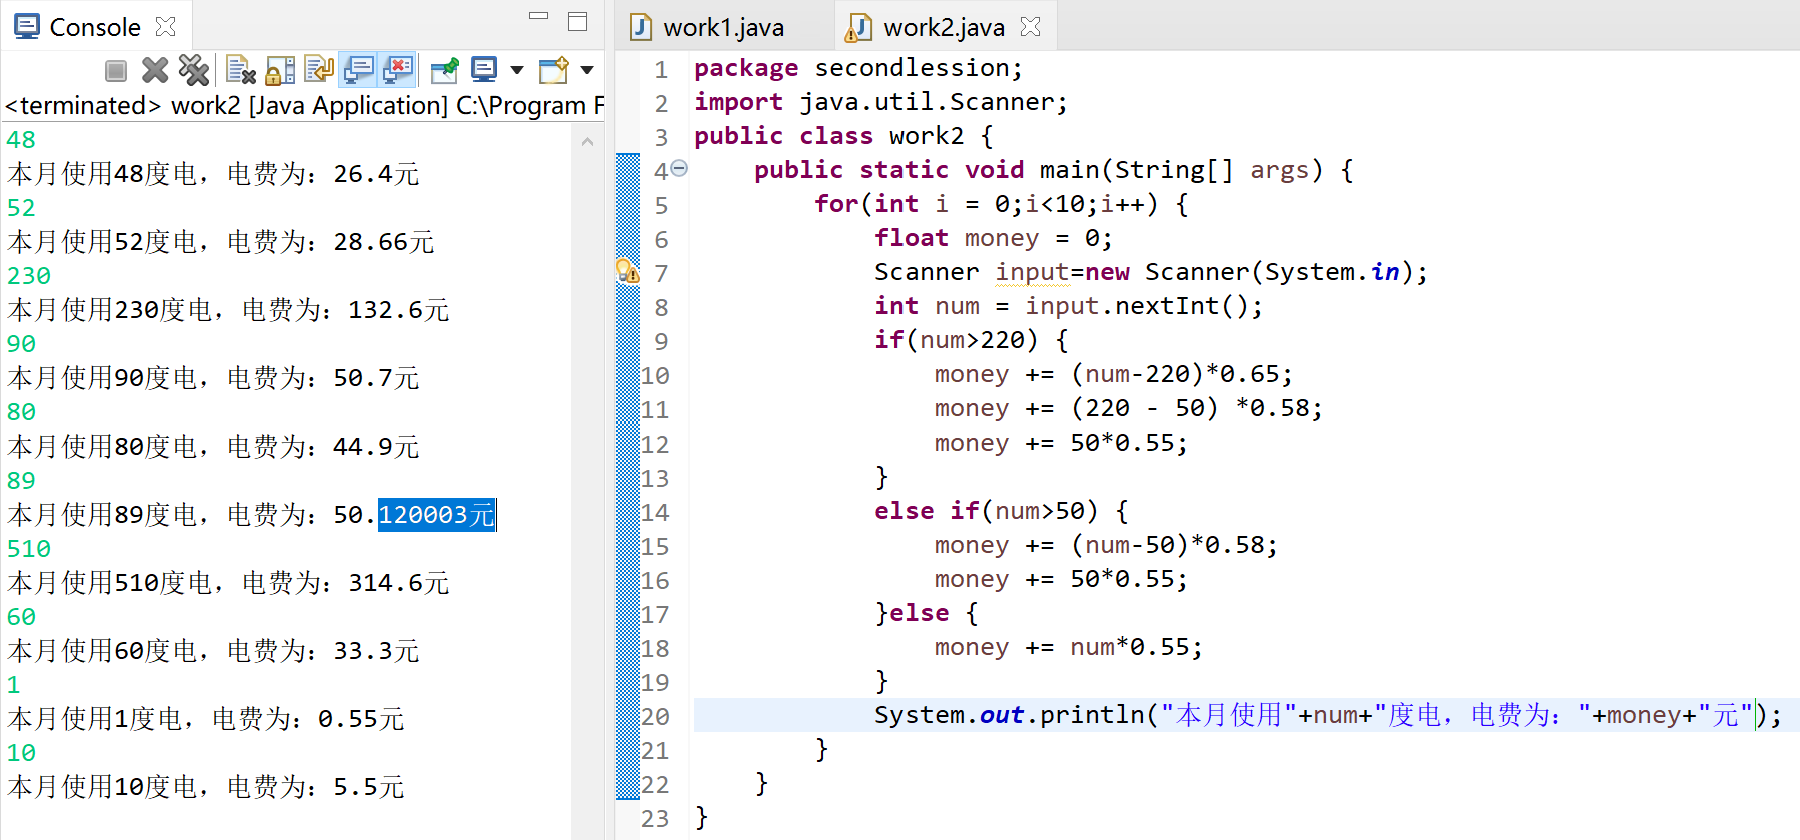 Console
<terminated> work2 [Java Application] C:\Program F
48
本月使用48度电，电费为：26.4元
52
本月使用52度电，电费为：28.66元
230
本月使用230度电，电费为：132.6元
90
本月使用90度电，电费为：50.7元
80
本月使用80度电，电费为：44.9元
89
本月使用89度电，电费为：50.120003元
510
本月使用510度电，电费为：314.6元
60
本月使用60度电，电费为：33.3元
1
本月使用1度电，电费为：0.55元
10
本月使用10度电，电费为：5.5元
work1.java work2.java
1 package secondlession;
2 import java.util.Scanner;
3 public class work2 {
4 public static void main(String[] args) {
5 for(int i = 0;i<10;i++) {
6 float money = 0;
7 Scanner input=new Scanner(System.in);
8 int num = input.nextInt();
9 if(num>220) {
10 money += (num-220)*0.65;
11 money += (220 - 50) *0.58;
12 money += 50*0.55;
13 }
14 else if(num>50) {
15 money += (num-50)*0.58;
16 money += 50*0.55;
17 }else {
18 money += num*0.55;
19 }
20 System.out.println("本月使用"+num+"度电，电费为："+money+"元");
21 }
22 }
23 }